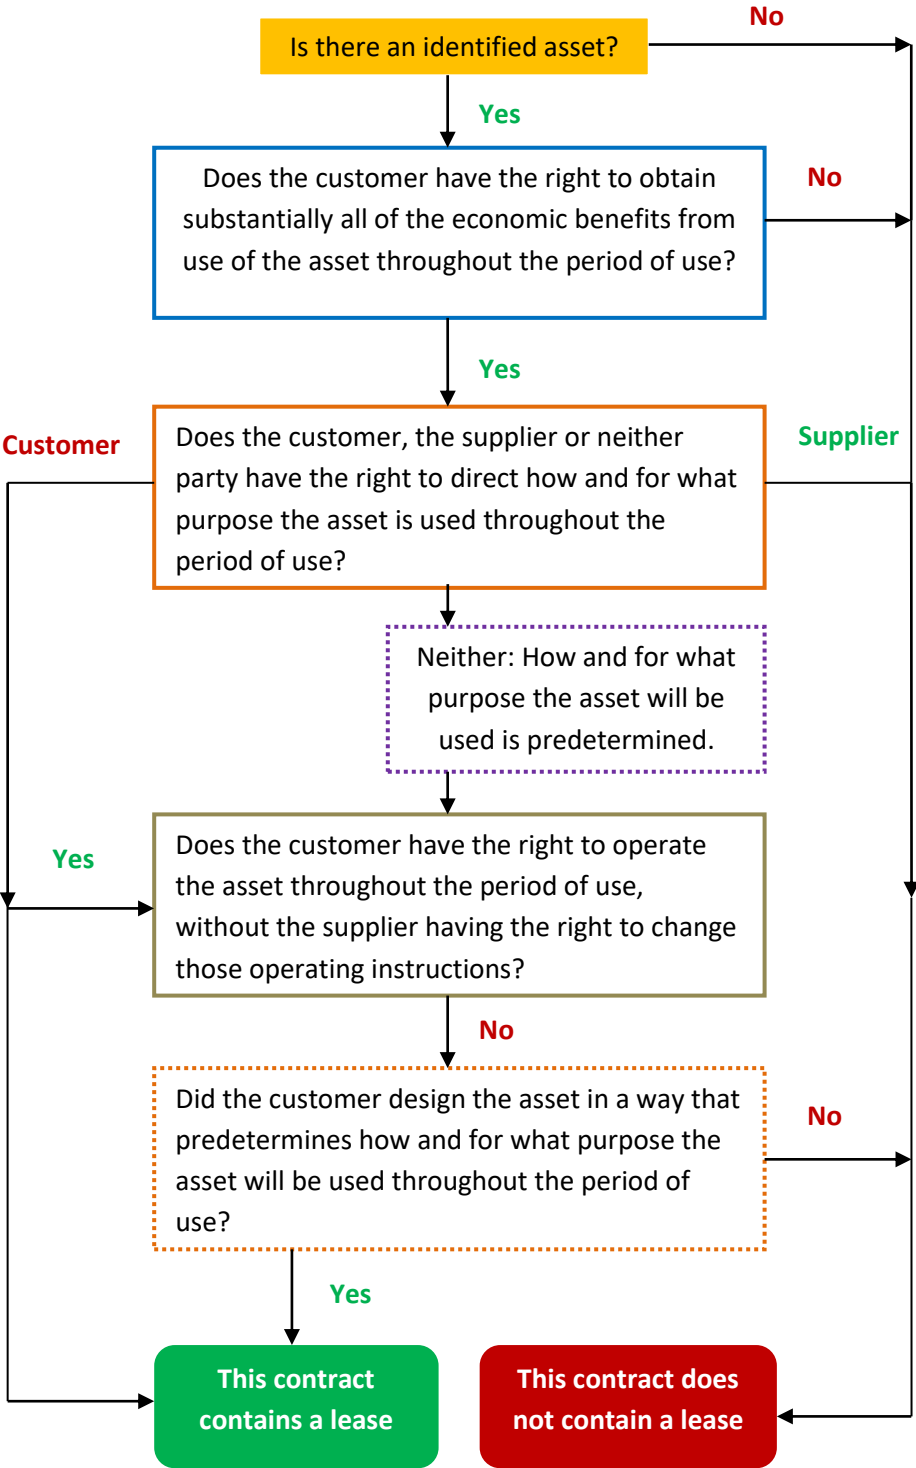 No
Is there an identified asset?
Yes
Does the customer have the right to obtain
substantially all of the economic benefits from
use of the asset throughout the period of use?
No
Yes
Customer
Does the customer, the supplier or neither
party have the right to direct how and for what
purpose the asset is used throughout the
period of use?
Supplier
Neither: How and for what
purpose the asset will be
used is predetermined.
Yes
Does the customer have the right to operate
the asset throughout the period of use,
without the supplier having the right to change
those operating instructions?
No
Did the customer design the asset in a way that
predetermines how and for what purpose the
asset will be used throughout the period of
use?
No
Yes
This contract
contains a lease
This contract does
not contain a lease